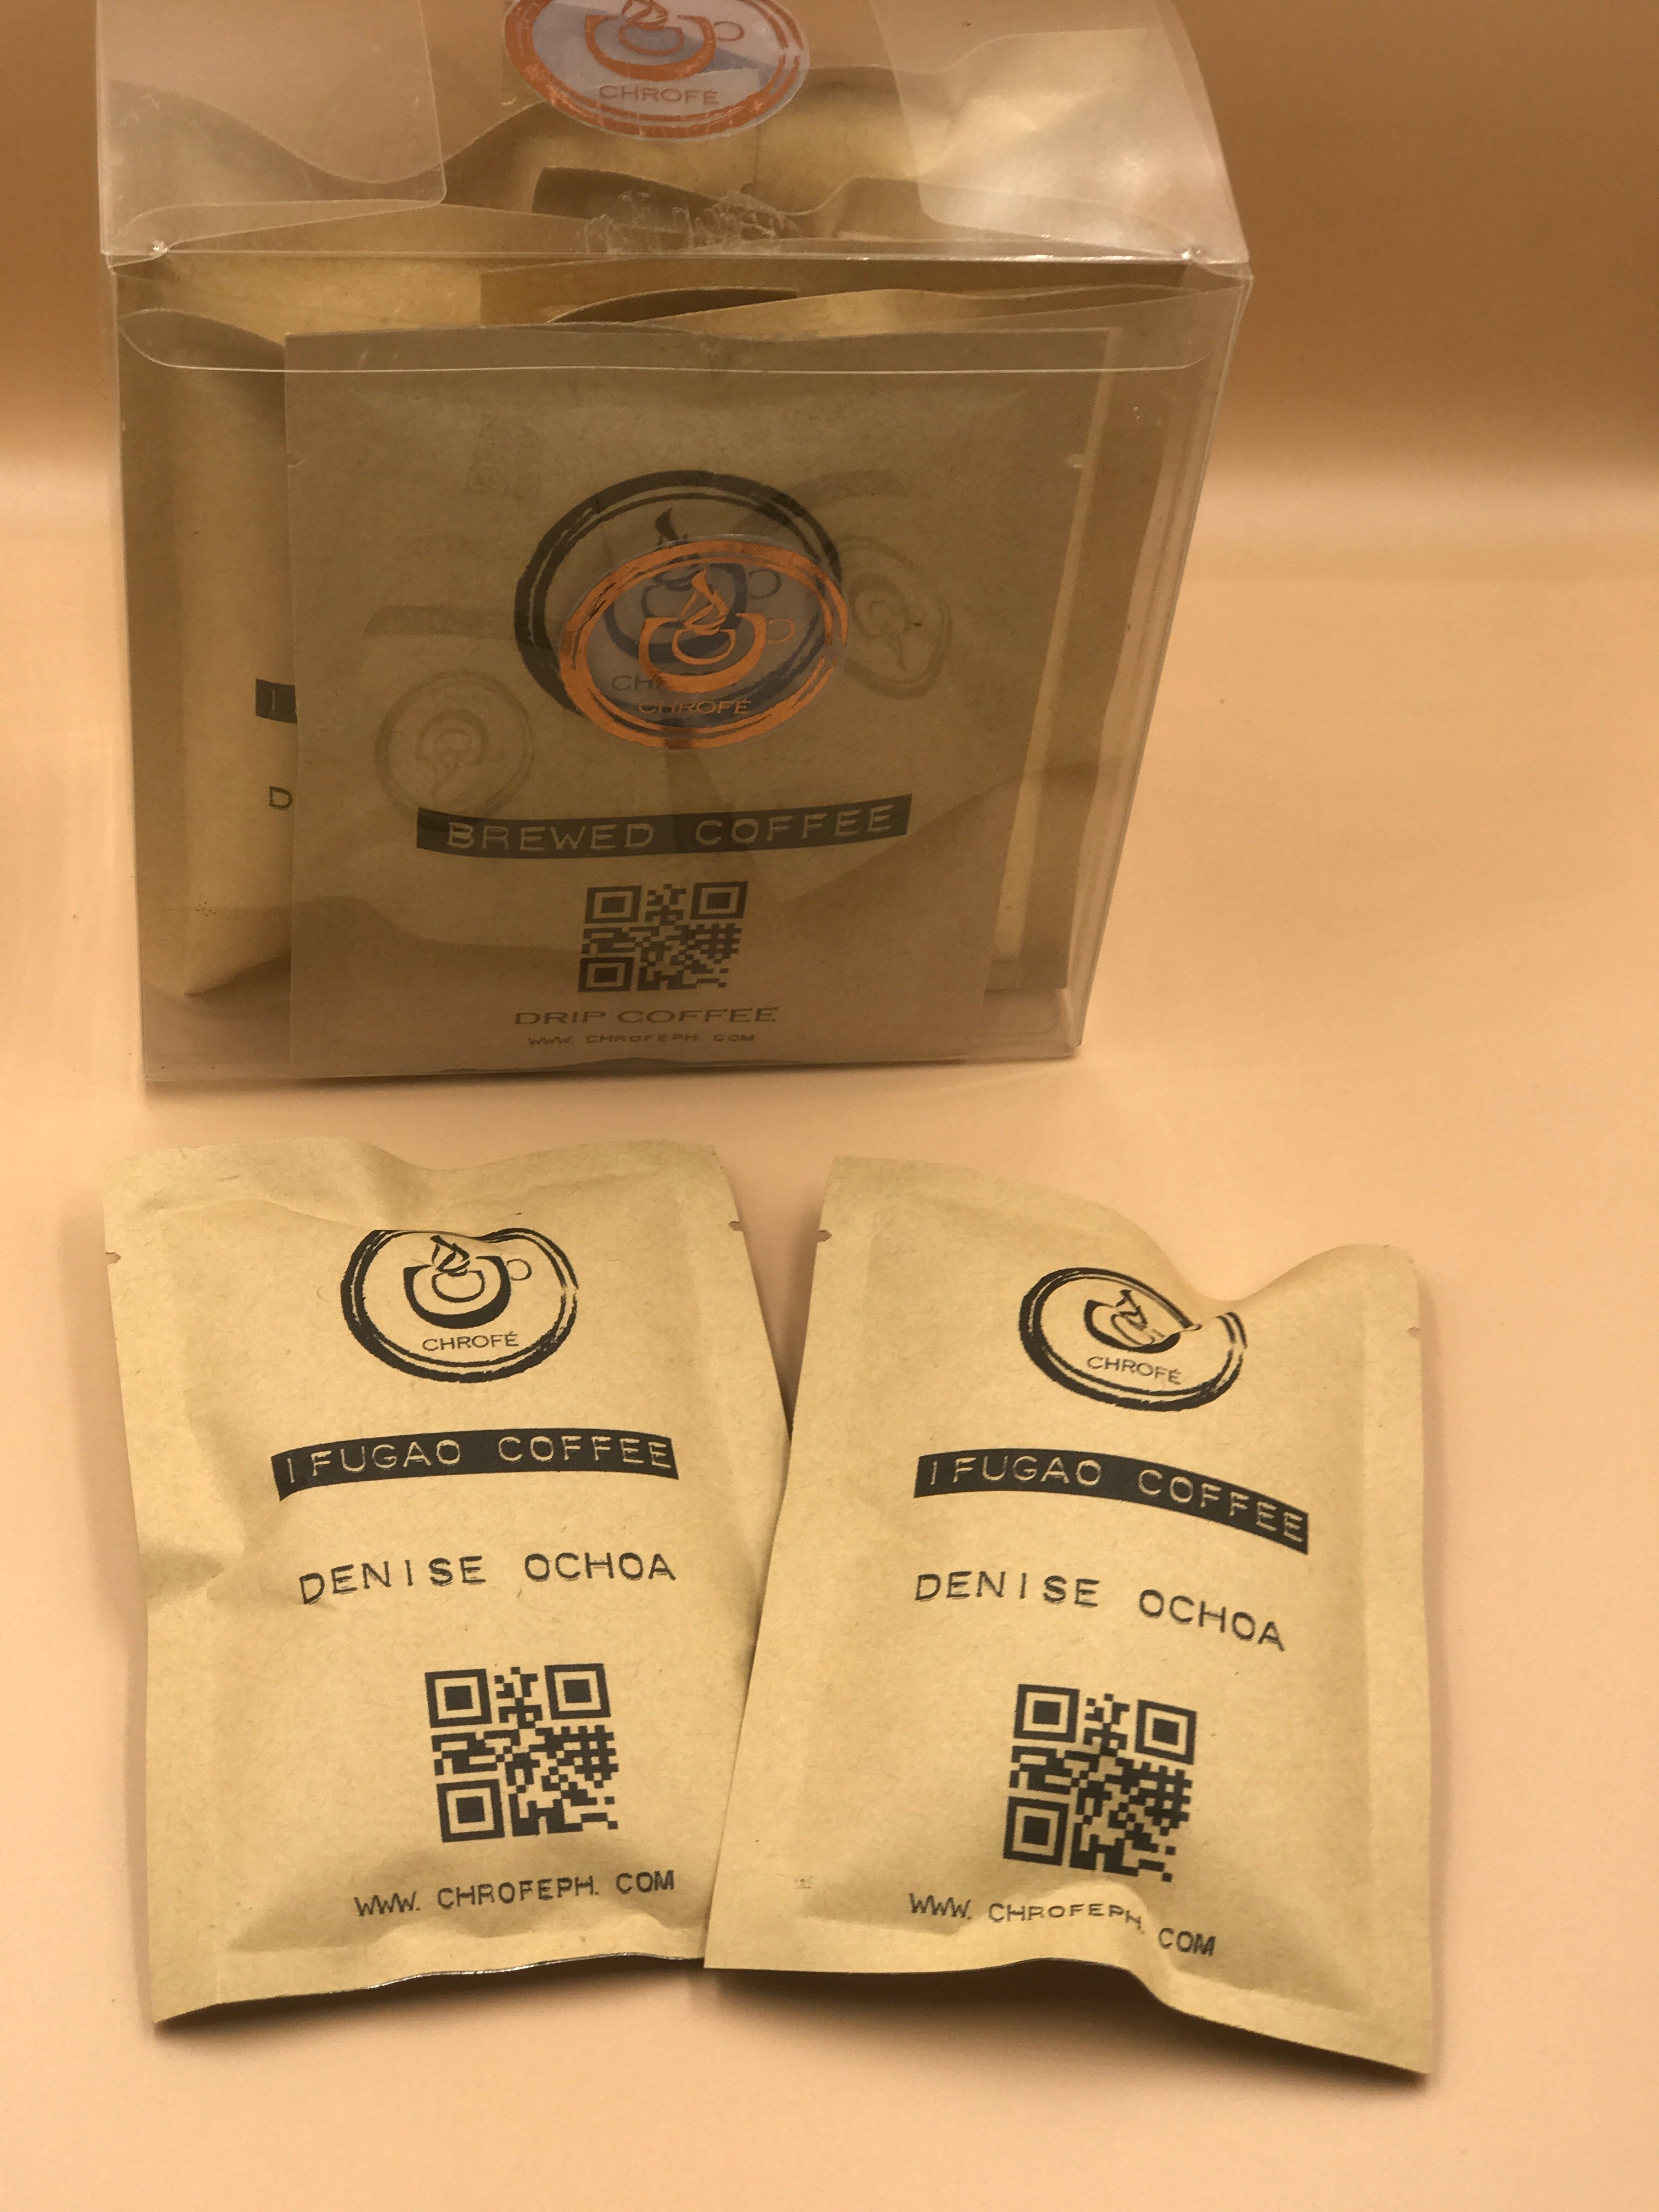 CHROFÉ
CHROFÉ
I
D
BREWED COFFEE
DRIP COFFEE
WWW. CHROFEPH. COM
CHROFÉ
IFUGAO COFFEE
DENISE OCHOA
WWW. CHROFEPH. COM
CHROFÉ
IFUGAO COFFEE
DENISE OCHOA
WWW. CHROFEPH. COM